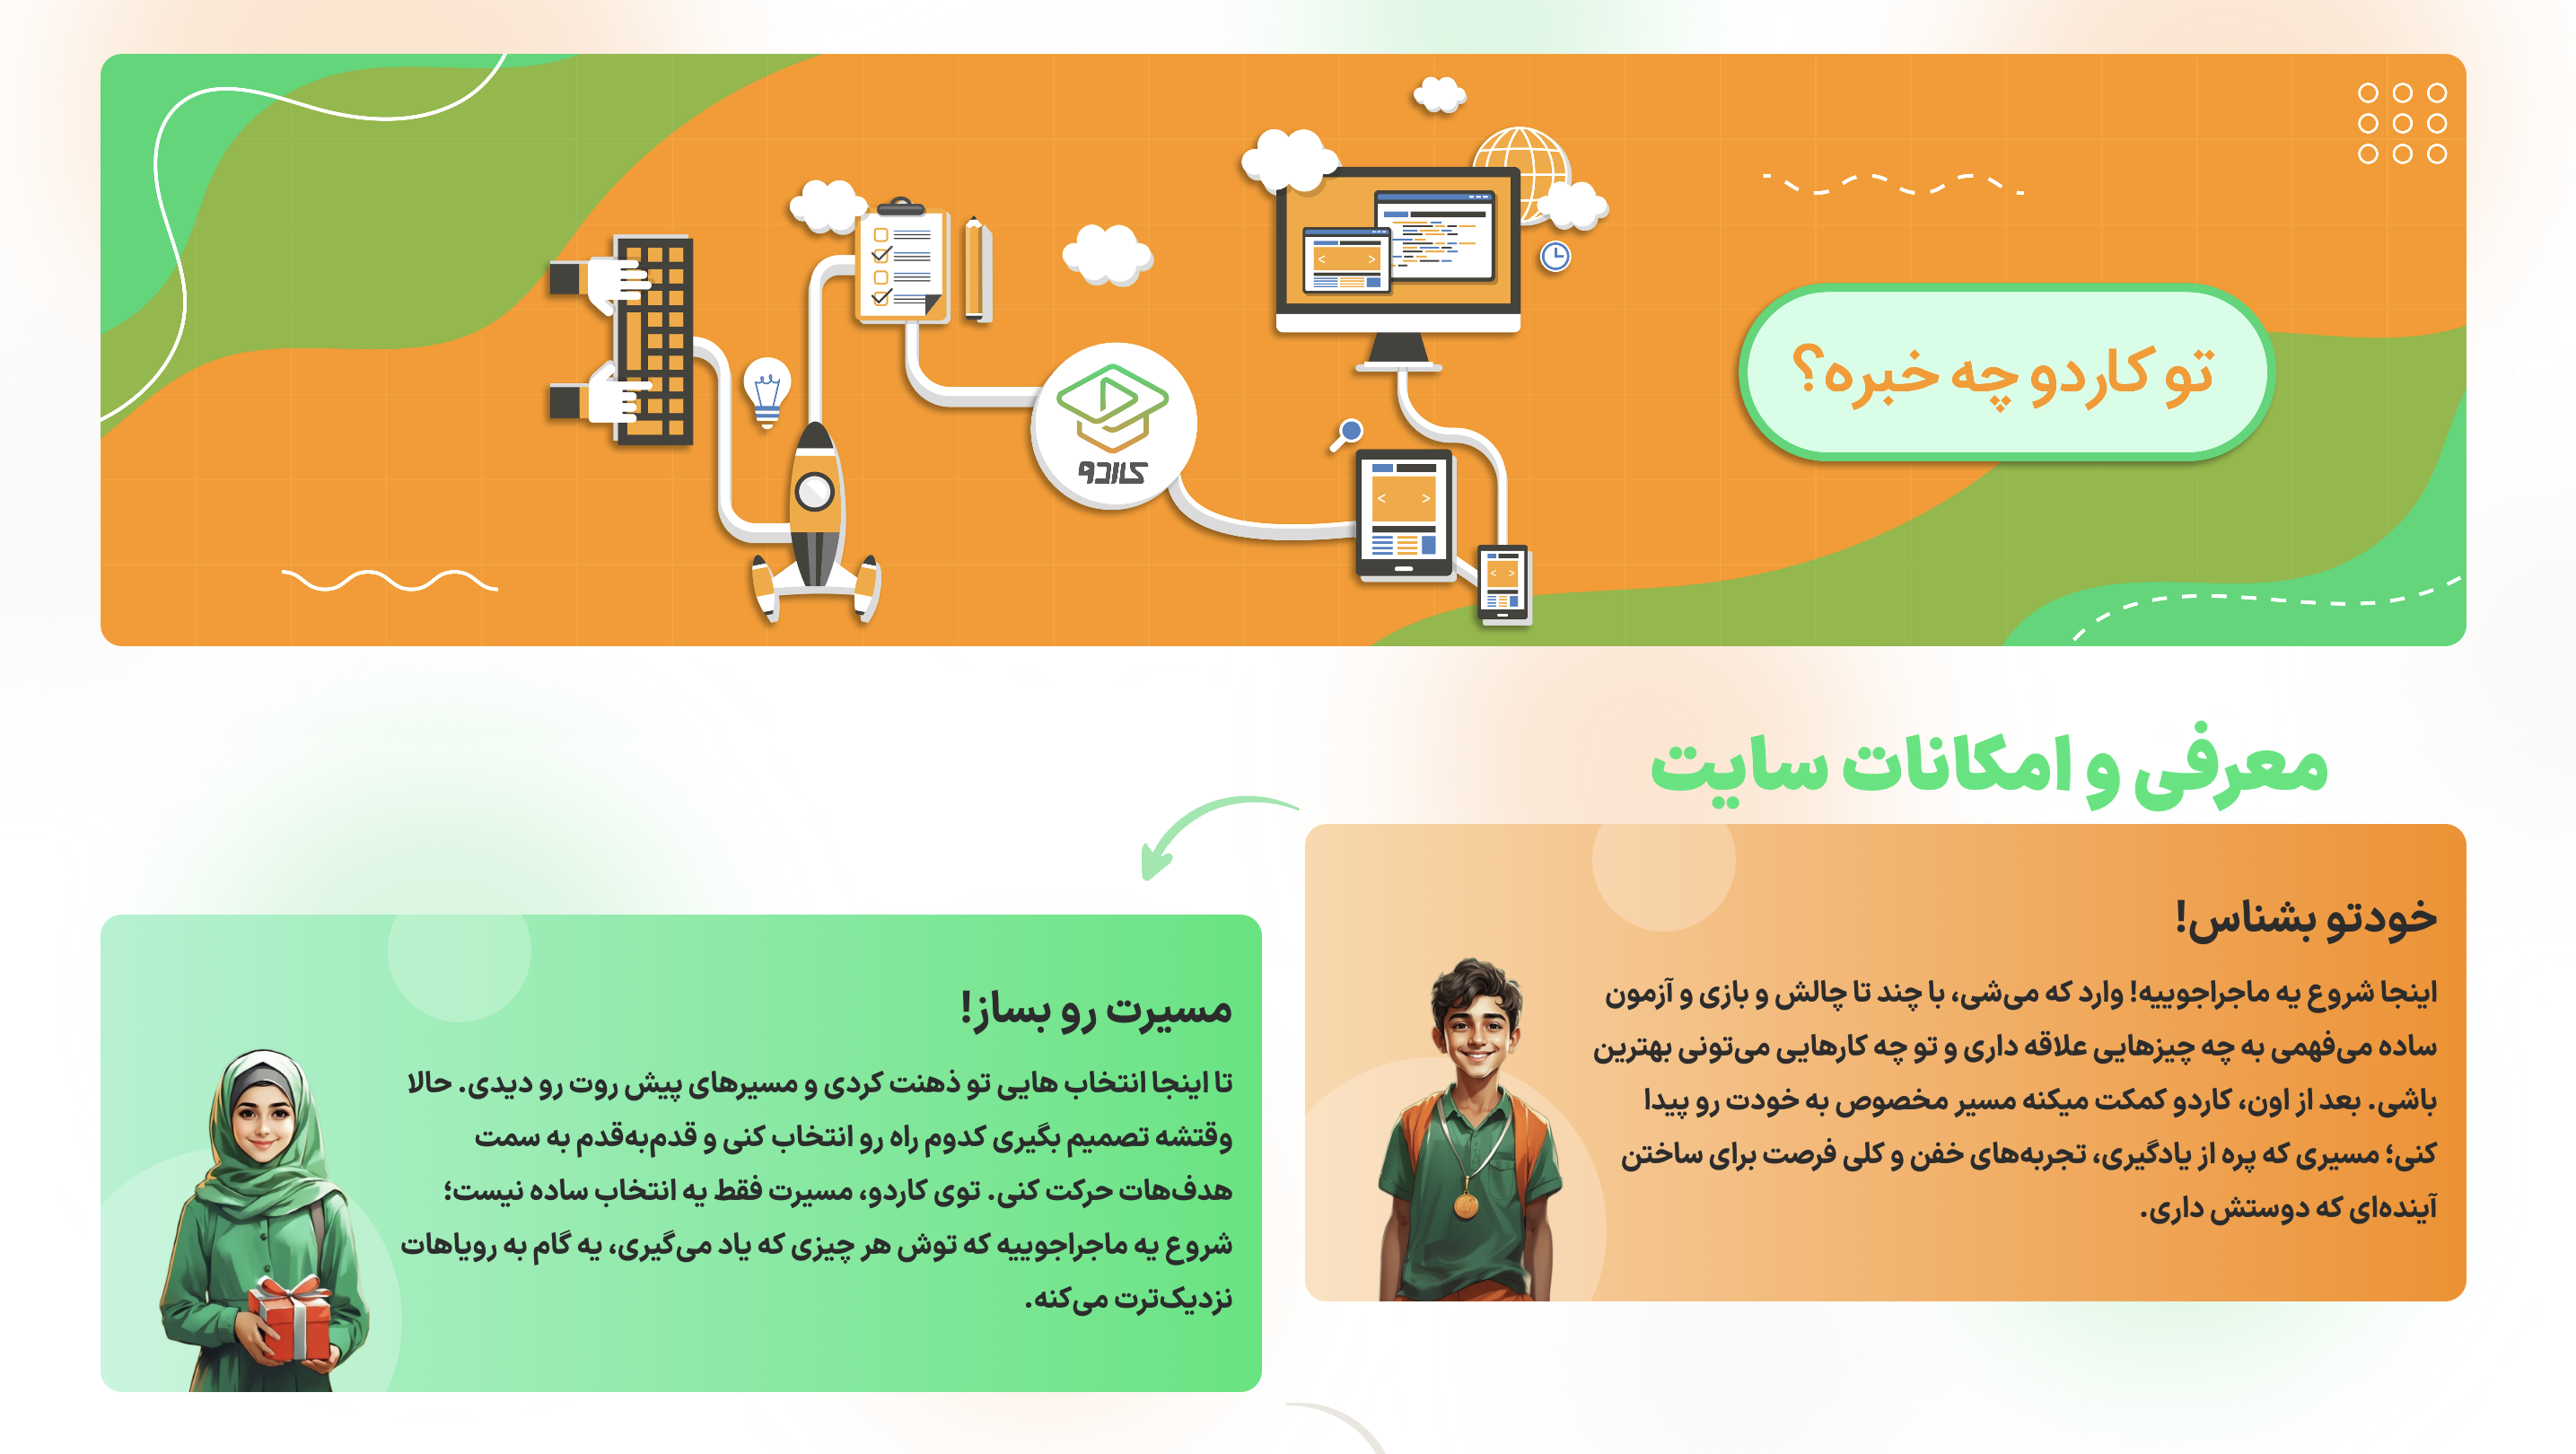 تو کاردو چه خبره؟
کاردو
< >
< >
< >
معرفی و امکانات سایت
خودتو بشناس!
اینجا شروع یه ماجراجوییه! وارد که می‌شی، با چند تا چالش و بازی و آزمون
ساده می‌فهمی به چه چیزهایی علاقه داری و تو چه کارهایی می‌تونی بهترین
باشی. بعد از اون، کاردو کمکت میکنه مسیر مخصوص به خودت رو پیدا
کنی؛ مسیری که پره از یادگیری، تجربه‌های خفن و کلی فرصت برای ساختن
آینده‌ای که دوستش داری.
مسیرت رو بساز!
تا اینجا انتخاب هایی تو ذهنت کردی و مسیرهای پیش روت رو دیدی. حالا
وقتشه تصمیم بگیری کدوم راه رو انتخاب کنی و قدم‌به‌قدم به سمت
هدف‌هات حرکت کنی. توی کاردو، مسیرت فقط یه انتخاب ساده نیست؛
شروع یه ماجراجوییه که توش هر چیزی که یاد می‌گیری، یه گام به رویاهات
نزدیک‌ترت می‌کنه.